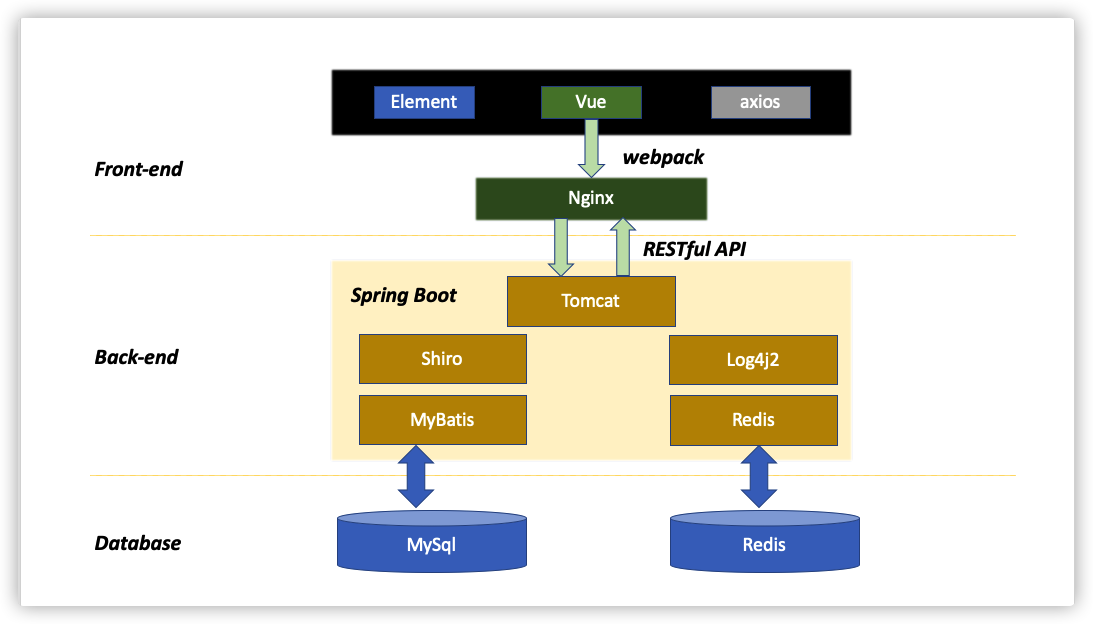 Element
Vue
axios
webpack
Front-end
Nginx
RESTful API
Spring Boot
Tomcat
Back-end
Shiro
Log4j2
MyBatis
Redis
Database
MySql
Redis